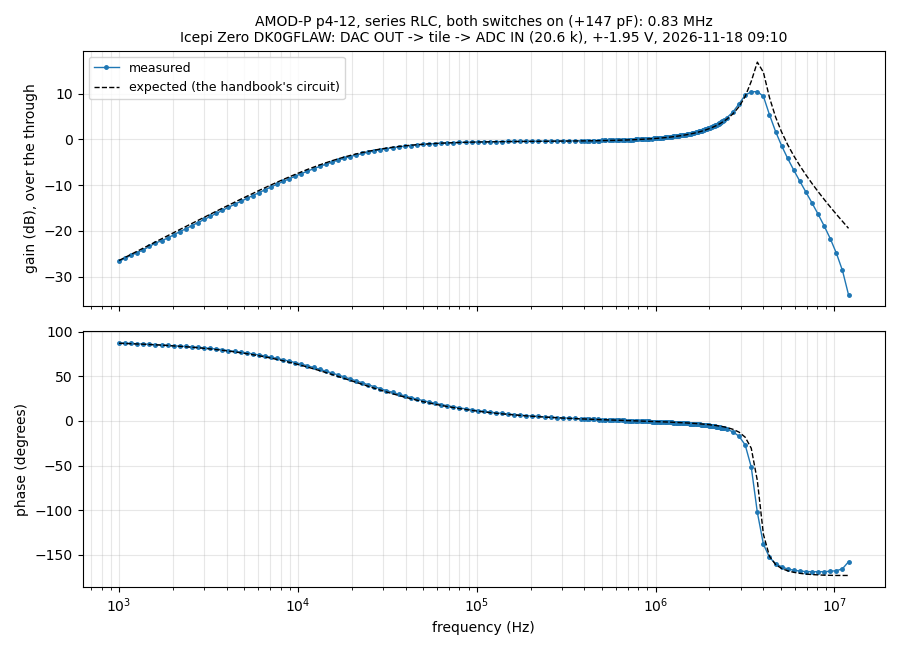 AMOD-P p4-12, series RLC, both switches on (+147 pF): 0.83 MHz
Icepi Zero DK0GFLAW: DAC OUT -> tile -> ADC IN (20.6 k), +-1.95 V, 2026-11-18 09:10
measured
expected (the handbook's circuit)
gain (dB), over the through
10
0
−10
−20
−30
phase (degrees)
100
50
0
−50
−100
−150
10³
10⁴
10⁵
10⁶
10⁷
frequency (Hz)